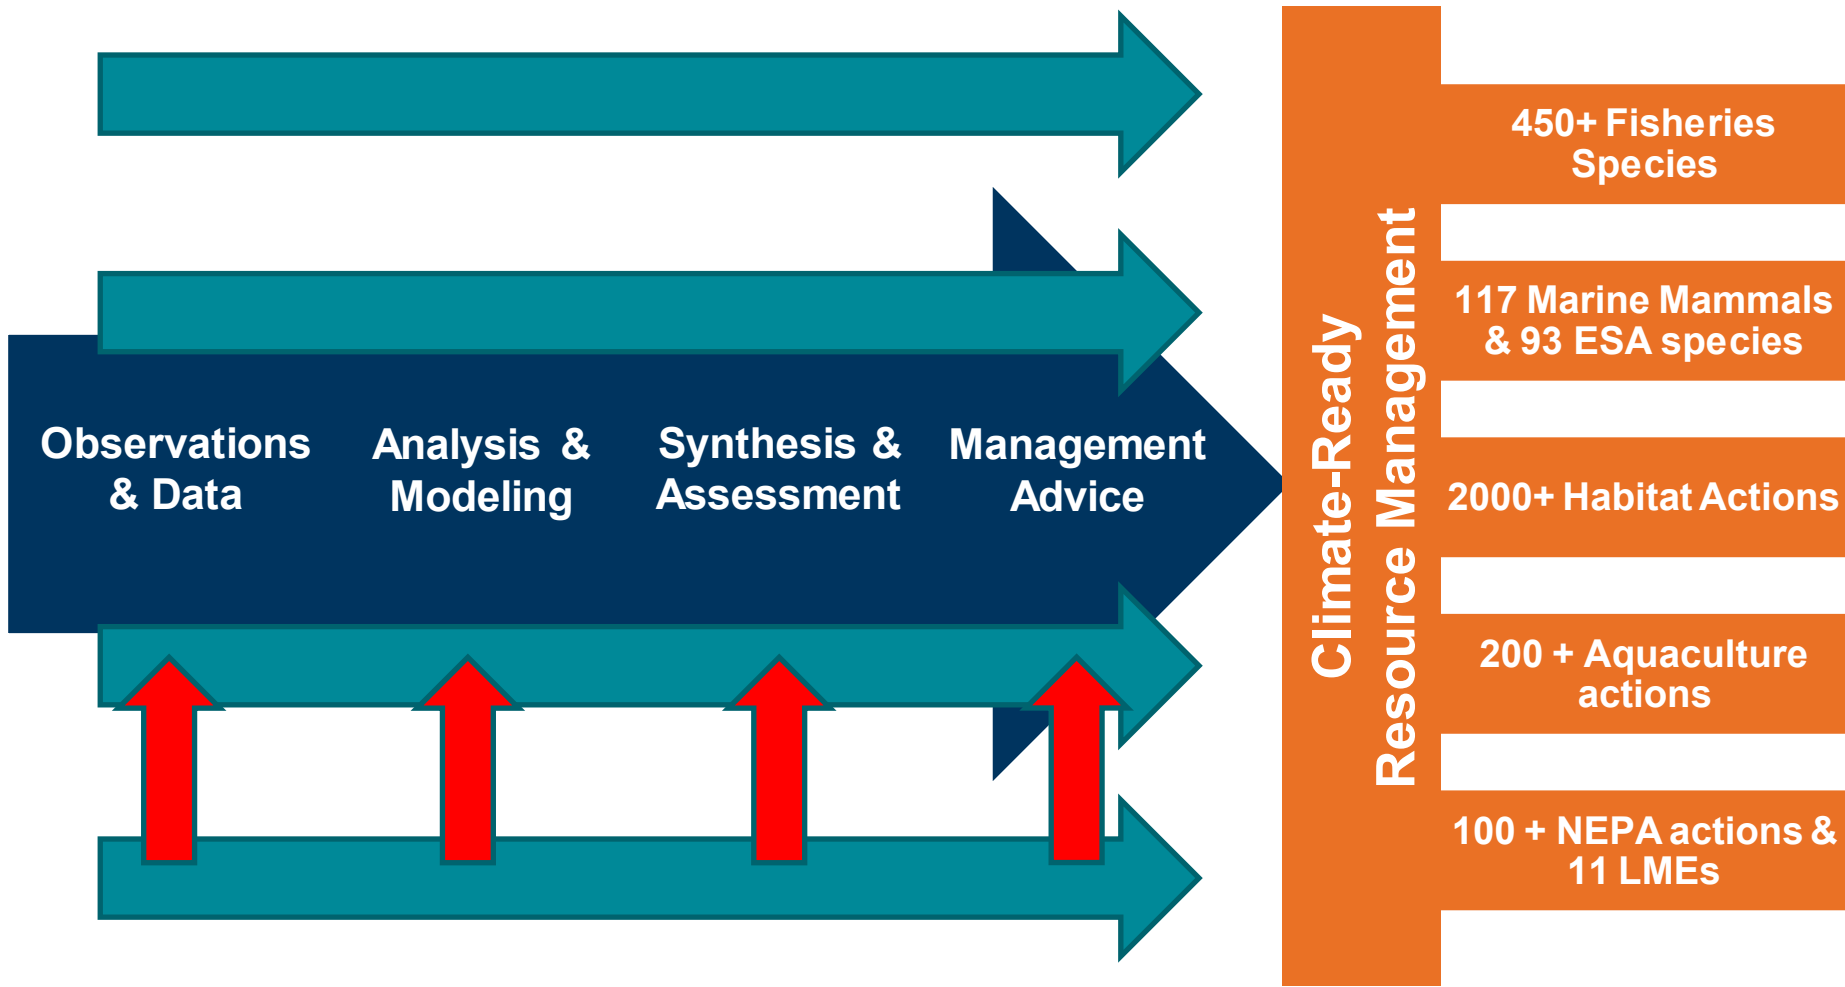 Observations
& Data
Analysis &
Modeling
Synthesis &
Assessment
Management
Advice
Climate-Ready
Resource Management
450+ Fisheries
Species
117 Marine Mammals
& 93 ESA species
2000+ Habitat Actions
200 + Aquaculture
actions
100 + NEPA actions &
11 LMEs